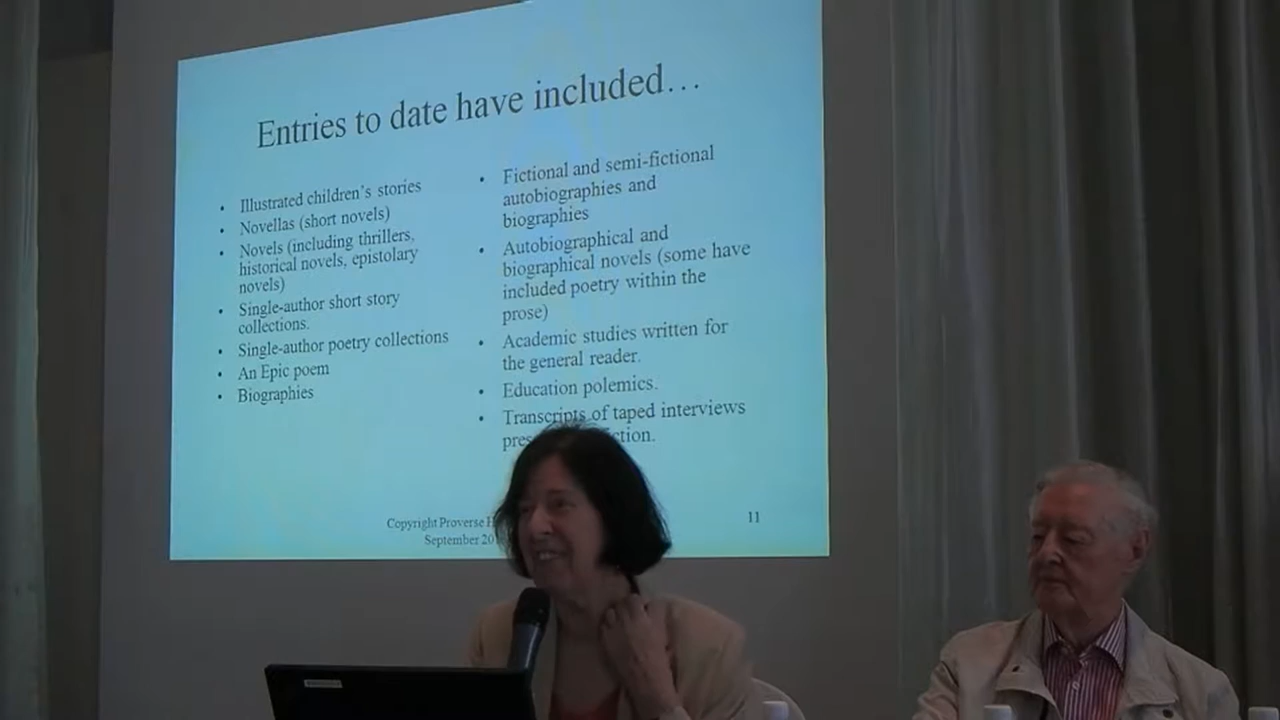 Entries to date have included…
• Illustrated children's stories
• Novellas (short novels)
• Novels (including thrillers,
historical novels, epistolary
novels)
• Single-author short story
collections.
• Single-author poetry collections
• An Epic poem
• Biographies
• Fictional and semi-fictional
autobiographies and
biographies
• Autobiographical and
biographical novels (some have
included poetry within the
prose)
• Academic studies written for
the general reader.
• Education polemics.
• Transcripts of taped interviews
Copyright Proverse
September
11